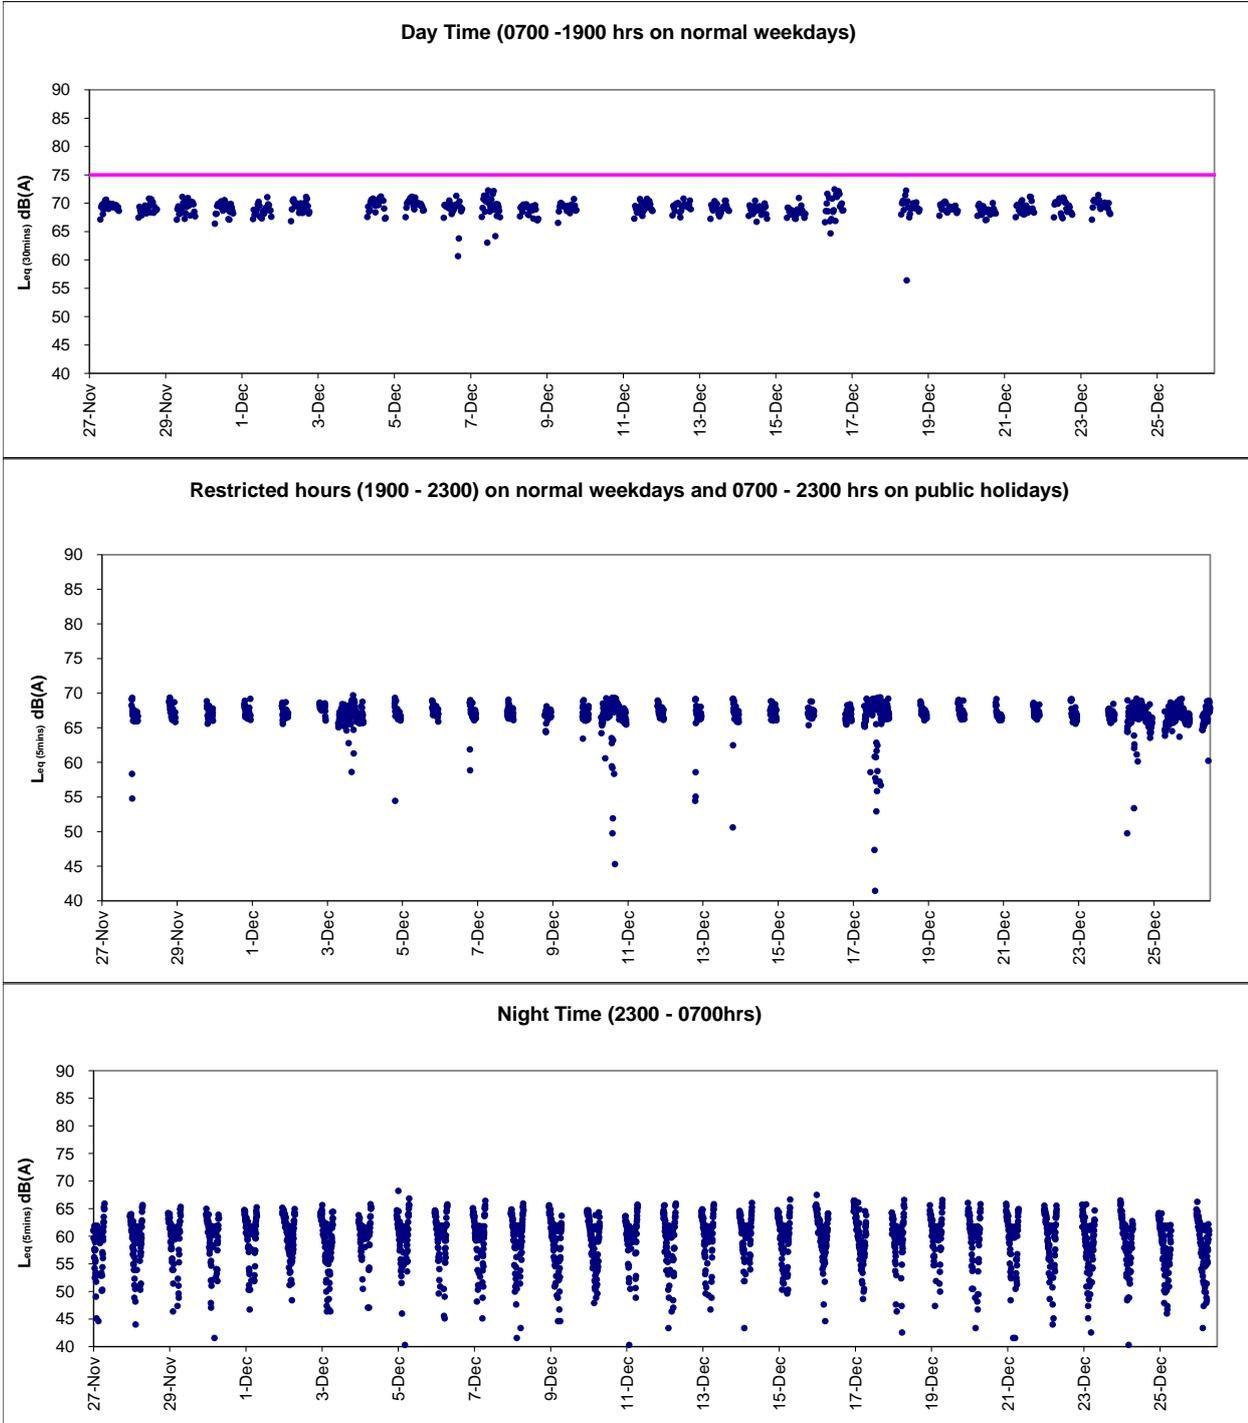 Day Time (0700 -1900 hrs on normal weekdays)
90
85
80
75
70
65
60
55
50
45
40
Leq (30mins) dB(A)
27-Nov
29-Nov
1-Dec
3-Dec
5-Dec
7-Dec
9-Dec
11-Dec
13-Dec
15-Dec
17-Dec
19-Dec
21-Dec
23-Dec
25-Dec
Restricted hours (1900 - 2300) on normal weekdays and 0700 - 2300 hrs on public holidays)
90
85
80
75
70
65
60
55
50
45
40
Leq (5mins) dB(A)
27-Nov
29-Nov
1-Dec
3-Dec
5-Dec
7-Dec
9-Dec
11-Dec
13-Dec
15-Dec
17-Dec
19-Dec
21-Dec
23-Dec
25-Dec
Night Time (2300 - 0700hrs)
90
85
80
75
70
65
60
55
50
45
40
Leq (5mins) dB(A)
27-Nov
29-Nov
1-Dec
3-Dec
5-Dec
7-Dec
9-Dec
11-Dec
13-Dec
15-Dec
17-Dec
19-Dec
21-Dec
23-Dec
25-Dec